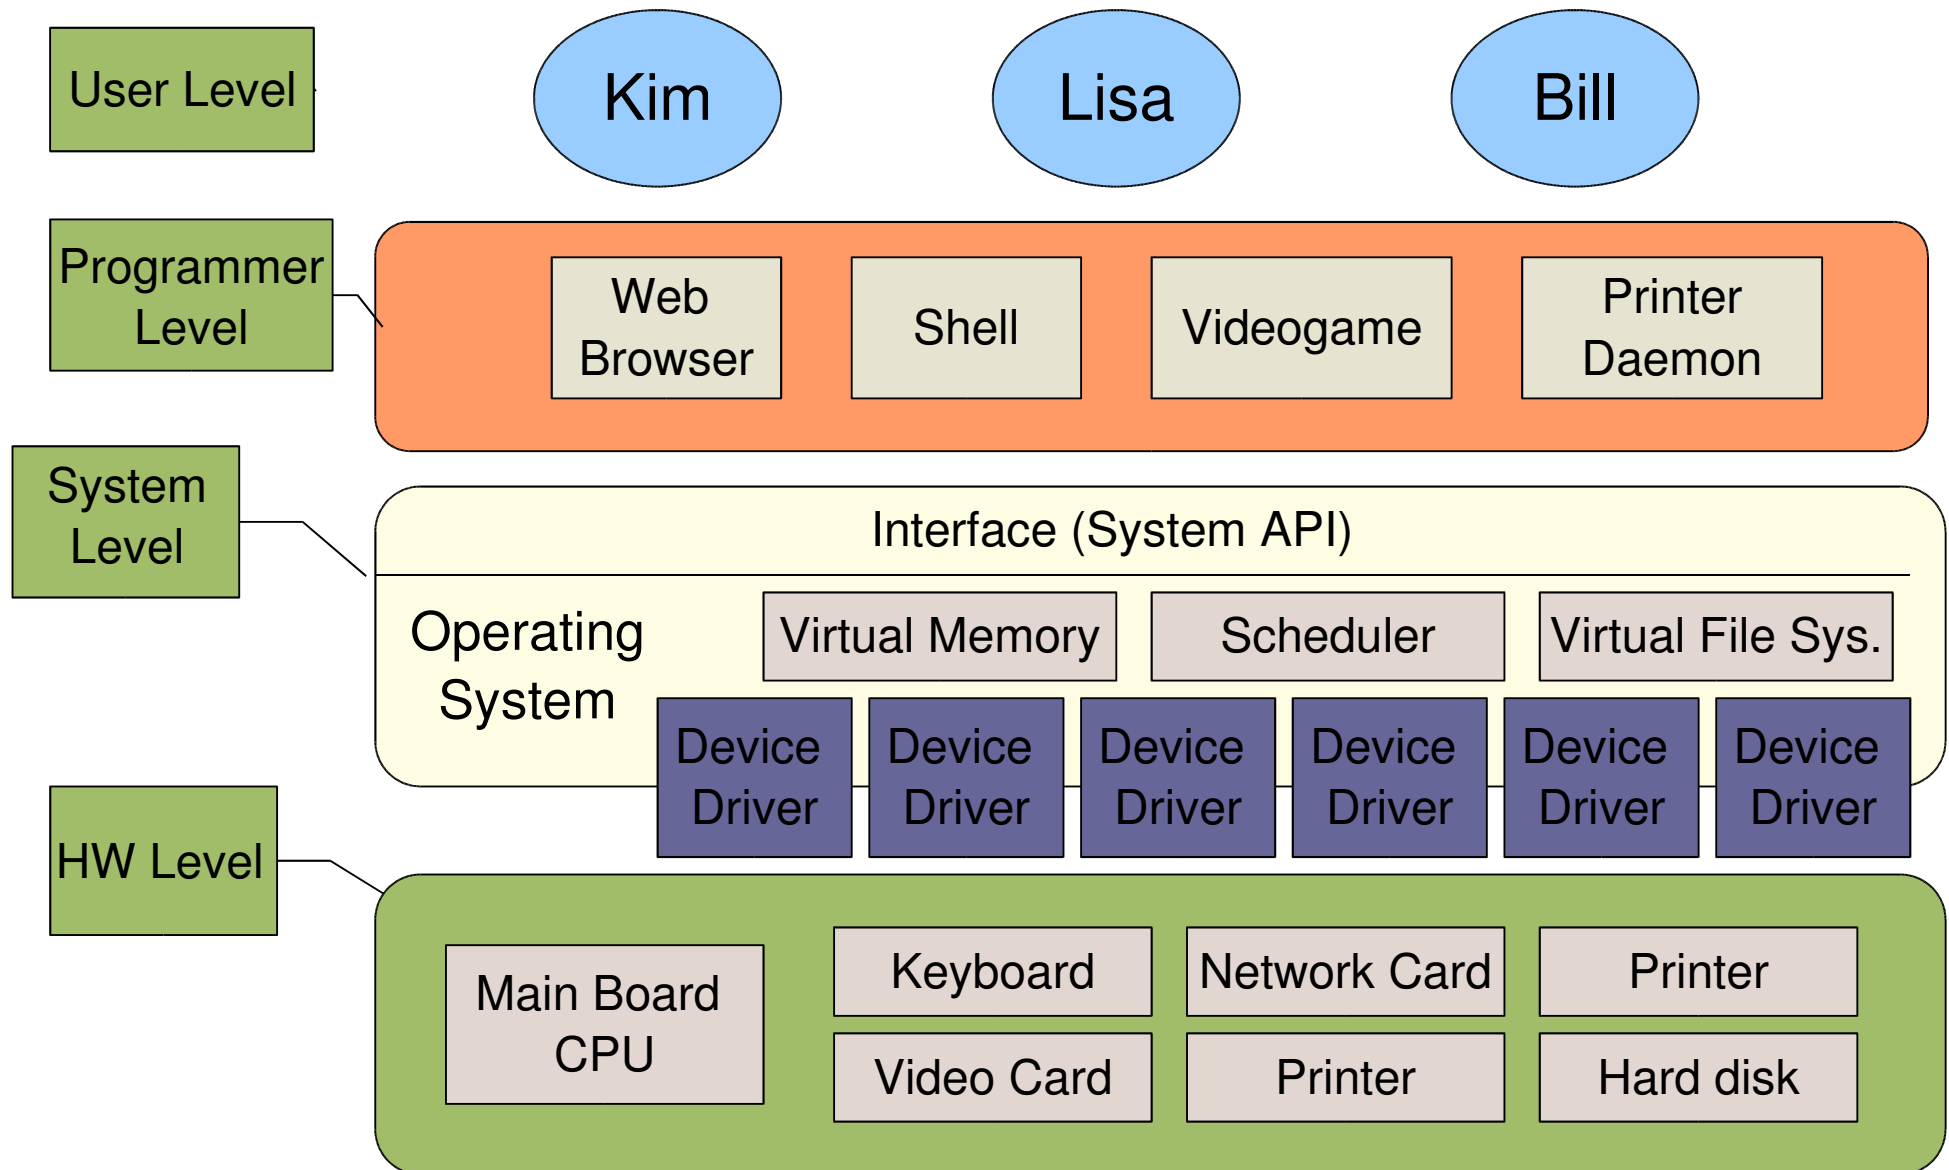 User Level
Kim
Lisa
Bill
Programmer
Level
Web
Browser
Shell
Videogame
Printer
Daemon
System
Level
Interface (System API)
Operating
System
Virtual Memory
Scheduler
Virtual File Sys.
Device
Driver
Device
Driver
Device
Driver
Device
Driver
Device
Driver
Device
Driver
HW Level
Main Board
CPU
Keyboard
Network Card
Printer
Video Card
Printer
Hard disk